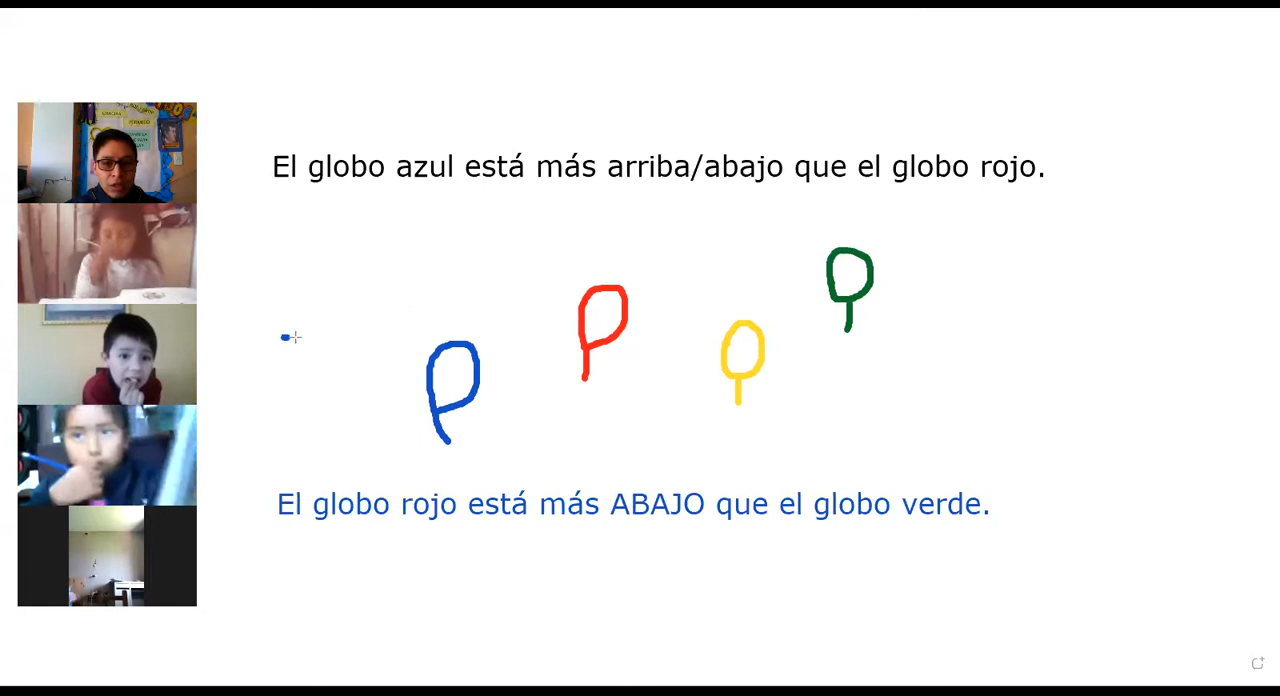 El globo azul está más arriba/abajo que el globo rojo.
El globo rojo está más ABAJO que el globo verde.